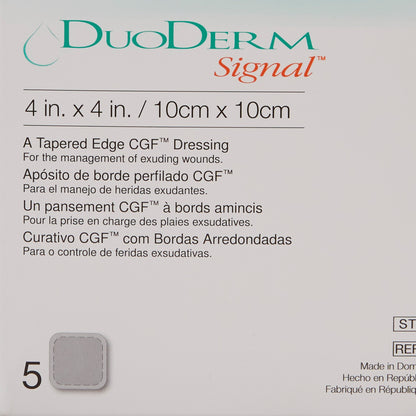 DUODERM
Signal™
4 in. x 4 in. / 10cm x 10cm
A Tapered Edge CGF™ Dressing
For the management of exuding wounds.
Apósito de borde perfilado CGF™
Para el manejo de heridas exudantes.
Un pansement CGF™ à bords amincis
Pour la prise en charge des plaies exsudatives.
Curativo CGF™ com Bordas Arredondadas
Para o controle de feridas exsudativas.
ST
REF
5
Made in Dom
Hecho en Repúbl
Fabriqué en Républiq